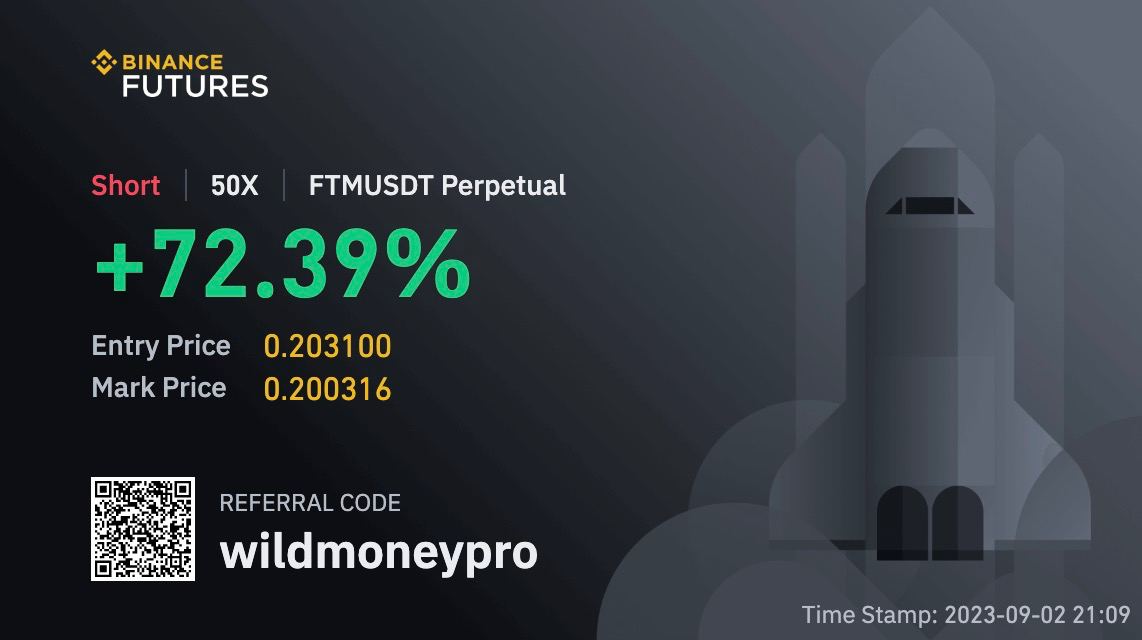 BINANCE
FUTURES
Short | 50X | FTMUSDT Perpetual
+72.39%
Entry Price 0.203100
Mark Price 0.200316
REFERRAL CODE
wildmoneypro
Time Stamp: 2023-09-02 21:09